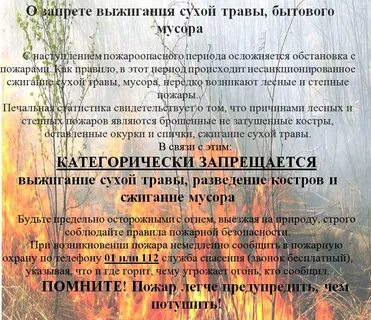 О запрете выжигания сухой травы, бытового
мусора
С наступлением пожароопасного периода осложняется обстановка с
пожарами. Как правило, в этот период происходит несанкционированное
сжигание сухой травы, мусора, нередко возникают лесные и степные
пожары.
Печальная статистика свидетельствует о том, что причинами лесных и
степных пожаров являются брошенные не затушенные костры,
оставленные окурки и спички, сжигание сухой травы.
В связи с этим:
КАТЕГОРИЧЕСКИ ЗАПРЕЩАЕТСЯ
выжигание сухой травы, разведение костров и
сжигание мусора
Будьте предельно осторожными с огнем, выезжая на природу, строго
соблюдайте правила пожарной безопасности.
При возникновении пожара немедленно сообщить в пожарную
охрану по телефону 01 или 112 служба спасения (звонок бесплатный),
указывая, что и где горит, чему угрожает огонь, кто сообщил.
ПОМНИТЕ! Пожар легче предупредить, чем
потушить!